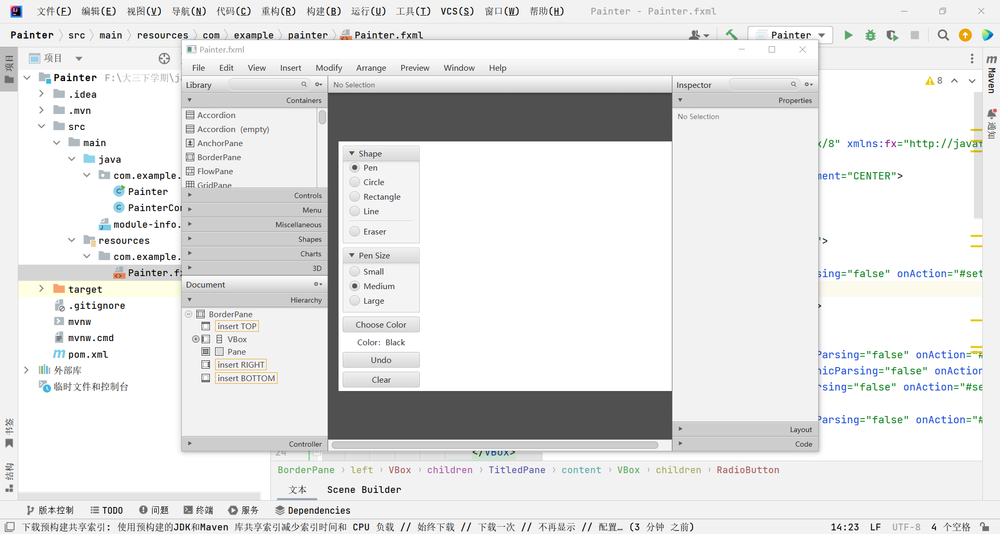 文件(F) 编辑(E) 视图(V) 导航(N) 代码(C) 重构(R) 构建(B) 运行(U) 工具(T) VCS(S) 窗口(W) 帮助(H) Painter - Painter.fxml
Painter src main resources com example painter Painter.fxml Painter
项目
项目
Painter F:\大三下学期\j
.idea
.mvn
src
main
java
com.example.
Painter
PainterCo
module-info.
resources
com.example.
Painter.f
target
.gitignore
mvnw
mvnw.cmd
pom.xml
外部库
临时文件和控制台
书签
结构
Painter.fxml
File Edit View Insert Modify Arrange Preview Window Help
Library
Containers
Accordion
Accordion (empty)
AnchorPane
BorderPane
FlowPane
GridPane
Controls
Menu
Miscellaneous
Shapes
Charts
3D
Document
Hierarchy
BorderPane
insert TOP
VBox
Pane
insert RIGHT
insert BOTTOM
Controller
No Selection
Shape
Pen
Circle
Rectangle
Line
Eraser
Pen Size
Small
Medium
Large
Choose Color
Color: Black
Undo
Clear
Inspector
Properties
No Selection
Layout
Code
8
x/8" xmlns:fx="http://javaf
ment="CENTER">
">
sing="false" onAction="#set
>
Parsing="false" onAction="#
nicParsing="false" onAction
rsing="false" onAction="#se
Parsing="false" onAction="#
Maven
通知
24 </VBox>
BorderPane › left › VBox › children › TitledPane › content › VBox › children › RadioButton
文本 Scene Builder
版本控制 TODO 问题 终端 服务 Dependencies
下载预构建共享索引: 使用预构建的JDK和Maven 库共享索引减少索引时间和 CPU 负载 // 始终下载 // 下载一次 // 不再显示 // 配置… (3 分钟 之前) 14:23 LF UTF-8 4 个空格